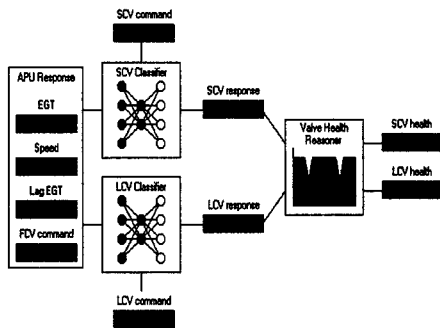 SCV command
APU Response
EGT
Speed
Lag EGT
FCV command
SCV Classifier
SCV response
LCV Classifier
LCV response
LCV command
Valve Health
Reasoner
SCV health
LCV health